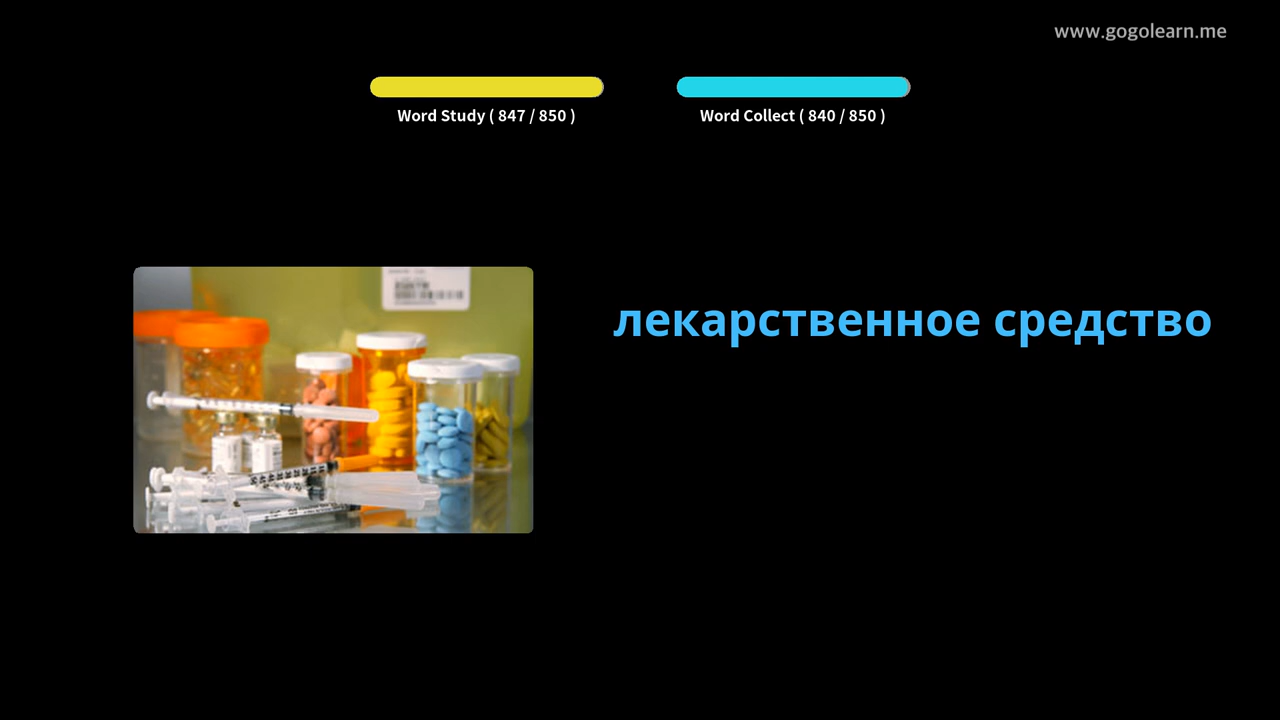 www.gogolearn.me
Word Study ( 847 / 850 )
Word Collect ( 840 / 850 )
лекарственное средство